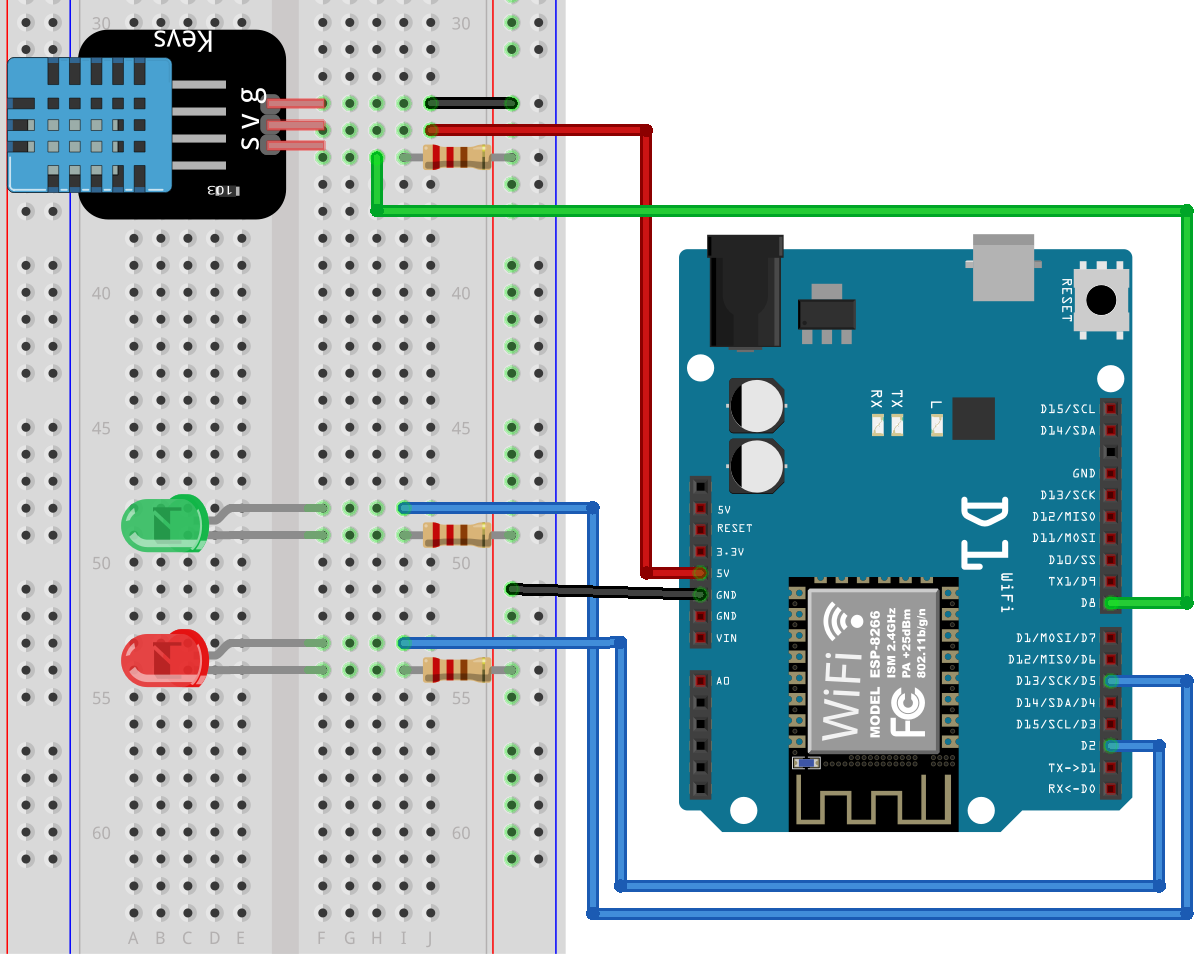 30
30
Keys
g
v
s
103
40
40
45
45
50
50
55
55
60
60
A B C D E
F G H I J
RESET
RX
TX
L
D15/SCL
D14/SDA
GND
D13/SCK
D12/MISO
D11/MOSI
D10/SS
TX1/D9
D8
D1/MOSI/D7
D12/MISO/D6
D13/SCK/D5
D14/SDA/D4
D15/SCL/D3
D2
TX->D1
RX<-D0
5V
RESET
3.3V
5V
GND
GND
VIN
A0
D1
WiFi
WiFi
MODEL ESP-8266
ISM 2.4GHz
PA +25dBm
802.11b/g/n
FC